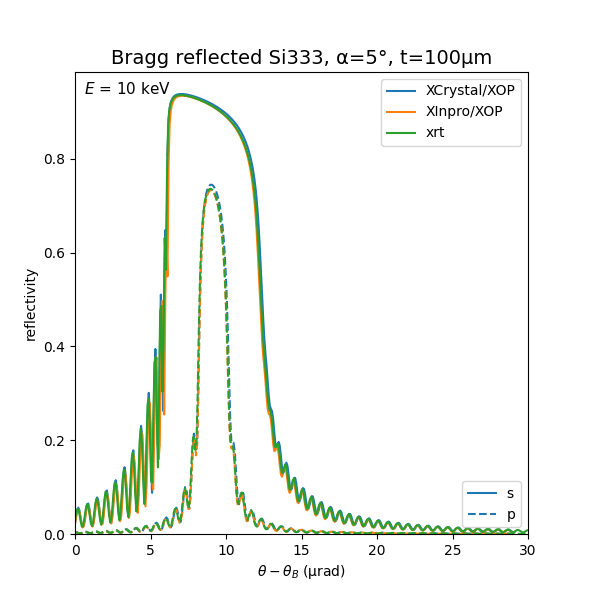 Bragg reflected Si333, α=5°, t=100μm
E = 10 keV
XCrystal/XOP
XInpro/XOP
xrt
0.8
0.6
0.4
0.2
0.0
reflectivity
s
p
0 5 10 15 20 25 30
θ − θ_B (μrad)